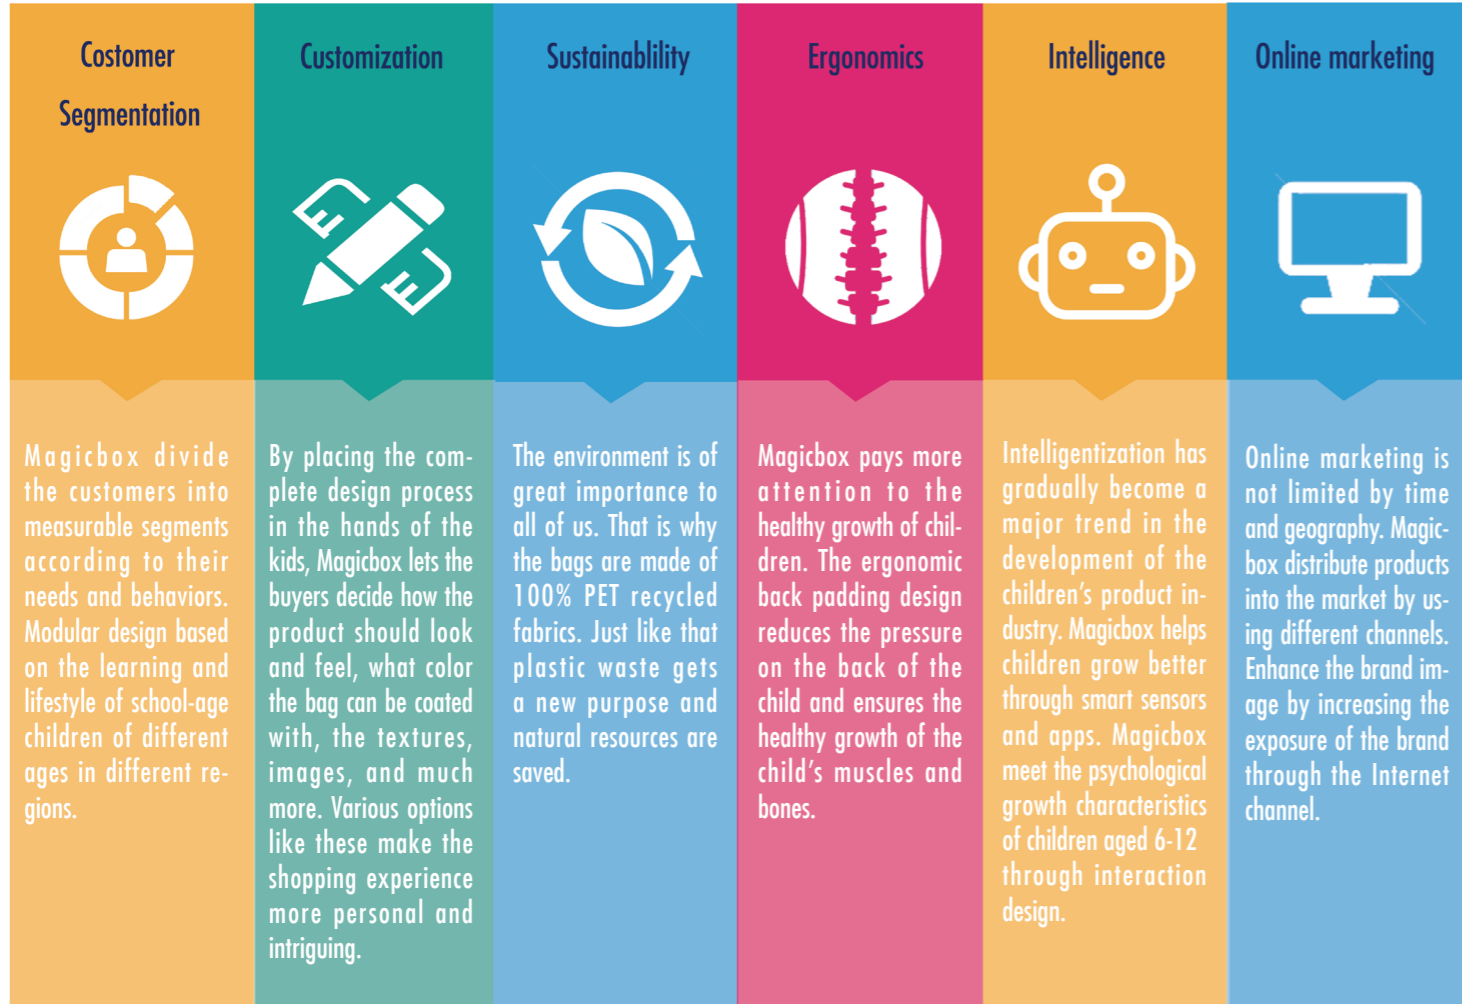 Costomer
Segmentation
Magicbox divide
the customers into
measurable segments
according to their
needs and behaviors.
Modular design based
on the learning and
lifestyle of school-age
children of different
ages in different re-
gions.
Customization
By placing the com-
plete design process
in the hands of the
kids, Magicbox lets the
buyers decide how the
product should look
and feel, what color
the bag can be coated
with, the textures,
images, and much
more. Various options
like these make the
shopping experience
more personal and
intriguing.
Sustainablility
The environment is of
great importance to
all of us. That is why
the bags are made of
100% PET recycled
fabrics. Just like that
plastic waste gets
a new purpose and
natural resources are
saved.
Ergonomics
Magicbox pays more
attention to the
healthy growth of chil-
dren. The ergonomic
back padding design
reduces the pressure
on the back of the
child and ensures the
healthy growth of the
child's muscles and
bones.
Intelligence
Intelligentization has
gradually become a
major trend in the
development of the
children's product in-
dustry. Magicbox helps
children grow better
through smart sensors
and apps. Magicbox
meet the psychological
growth characteristics
of children aged 6-12
through interaction
design.
Online marketing
Online marketing is
not limited by time
and geography. Magic-
box distribute products
into the market by us-
ing different channels.
Enhance the brand im-
age by increasing the
exposure of the brand
through the Internet
channel.